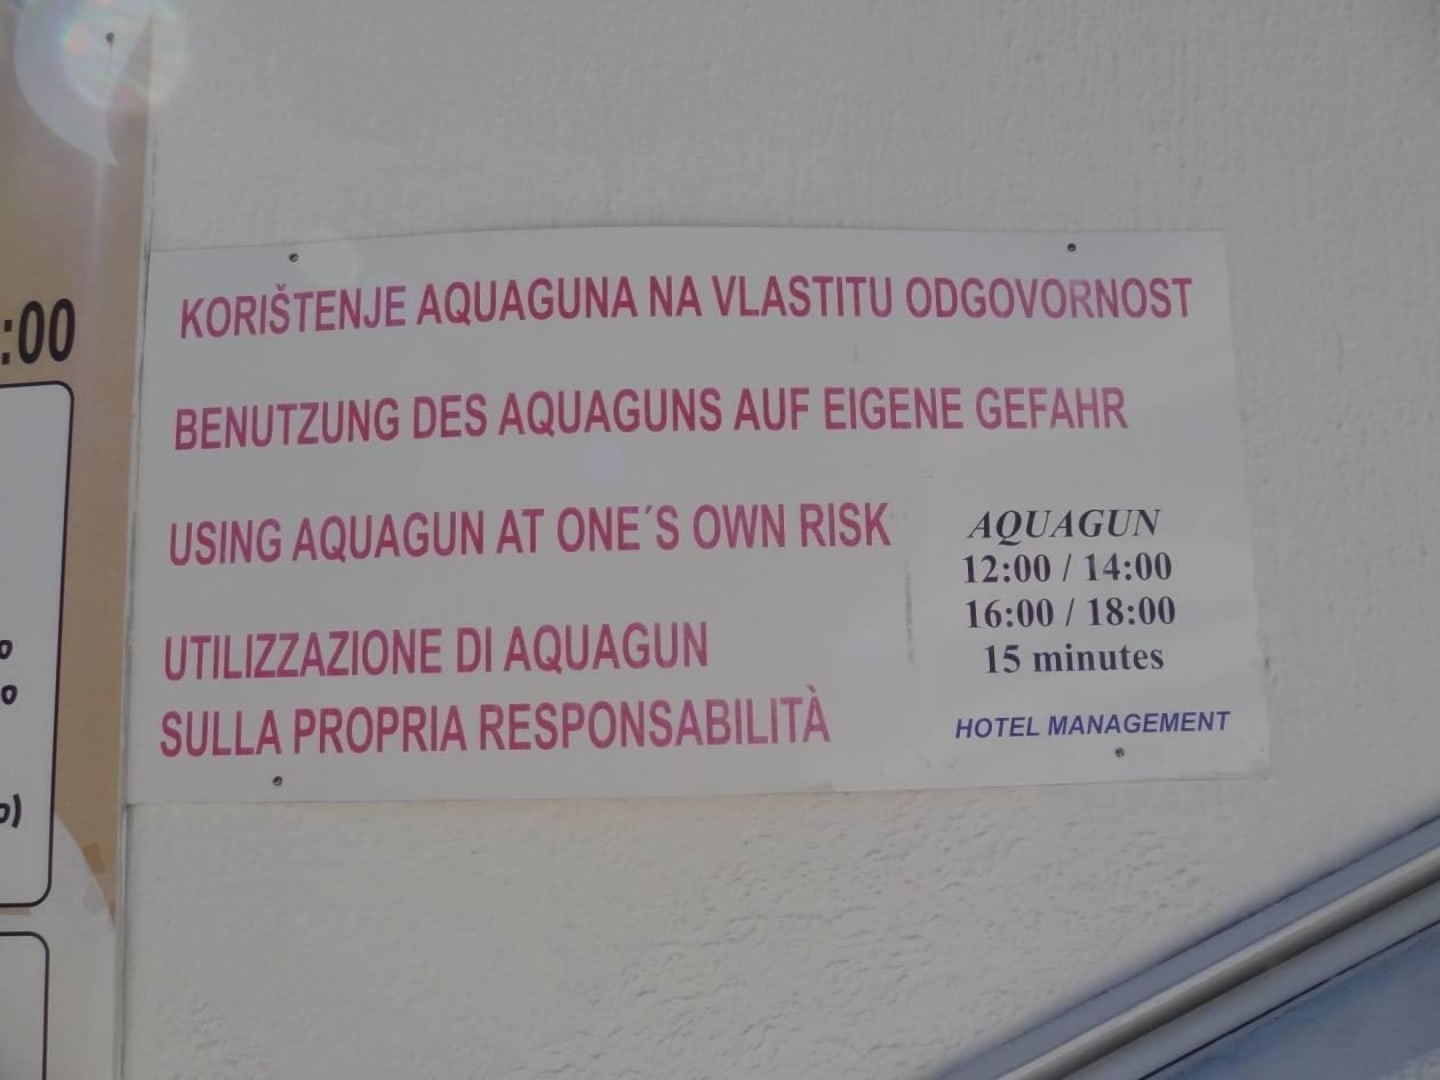 :00
KORIŠTENJE AQUAGUNA NA VLASTITU ODGOVORNOST
BENUTZUNG DES AQUAGUNS AUF EIGENE GEFAHR
USING AQUAGUN AT ONE´S OWN RISK
UTILIZZAZIONE DI AQUAGUN
SULLA PROPRIA RESPONSABILITÀ
AQUAGUN
12:00 / 14:00
16:00 / 18:00
15 minutes
HOTEL MANAGEMENT